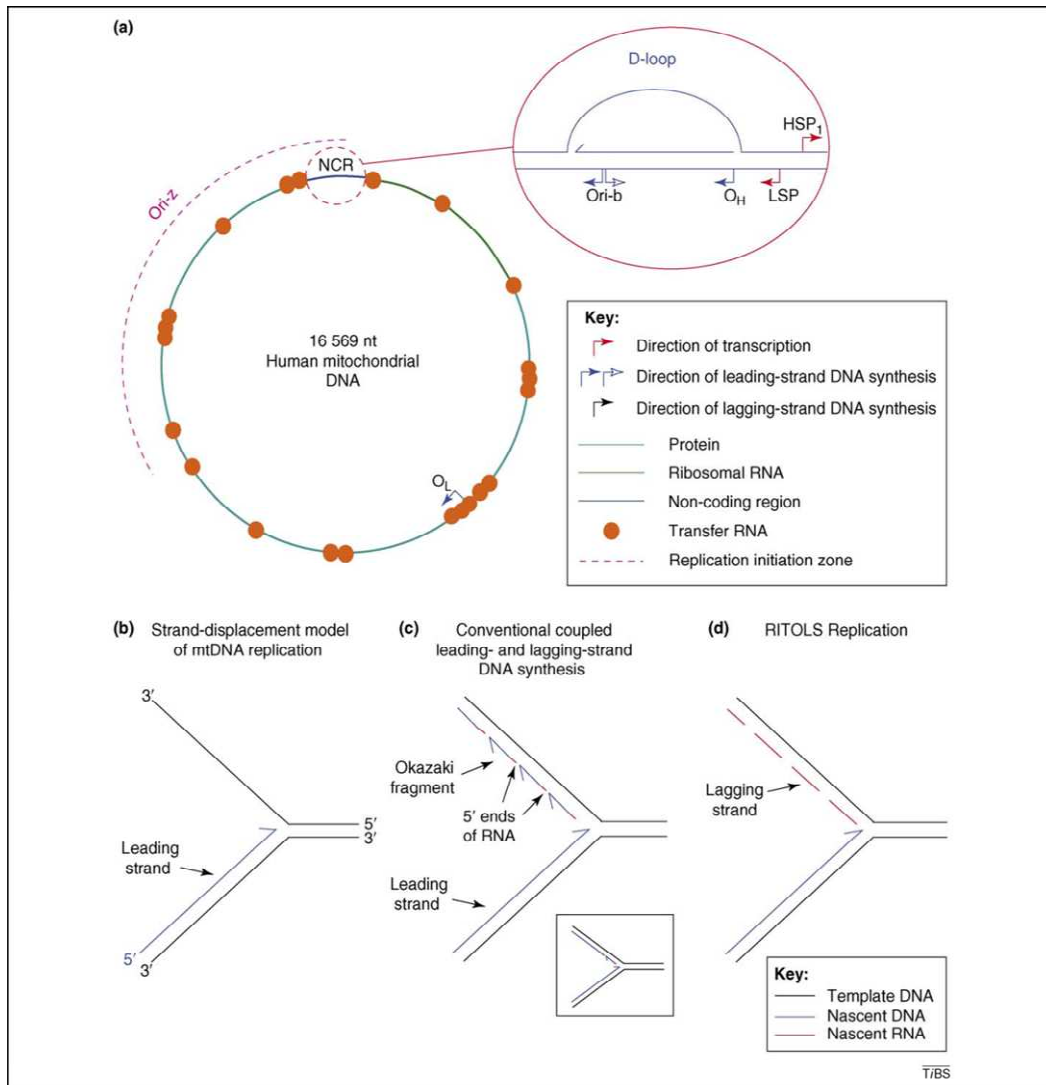 (a)
D-loop
HSP1
NCR
Ori-z
Ori-b
OH
LSP
16 569 nt
Human mitochondrial
DNA
OL
Key:
Direction of transcription
Direction of leading-strand DNA synthesis
Direction of lagging-strand DNA synthesis
Protein
Ribosomal RNA
Non-coding region
Transfer RNA
Replication initiation zone
(b) Strand-displacement model
of mtDNA replication
3′
5′
3′
Leading
strand
5′
3′
(c) Conventional coupled
leading- and lagging-strand
DNA synthesis
Okazaki
fragment
5′ ends
of RNA
Leading
strand
(d) RITOLS Replication
Lagging
strand
Key:
Template DNA
Nascent DNA
Nascent RNA
TiBS